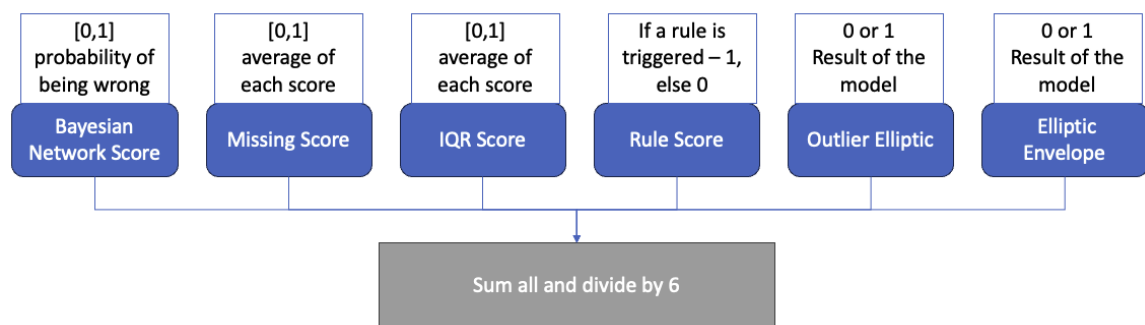 [0,1]
probability of
being wrong
Bayesian
Network Score
[0,1]
average of
each score
Missing Score
[0,1]
average of
each score
IQR Score
If a rule is
triggered – 1,
else 0
Rule Score
0 or 1
Result of the
model
Outlier Elliptic
0 or 1
Result of the
model
Elliptic
Envelope
Sum all and divide by 6